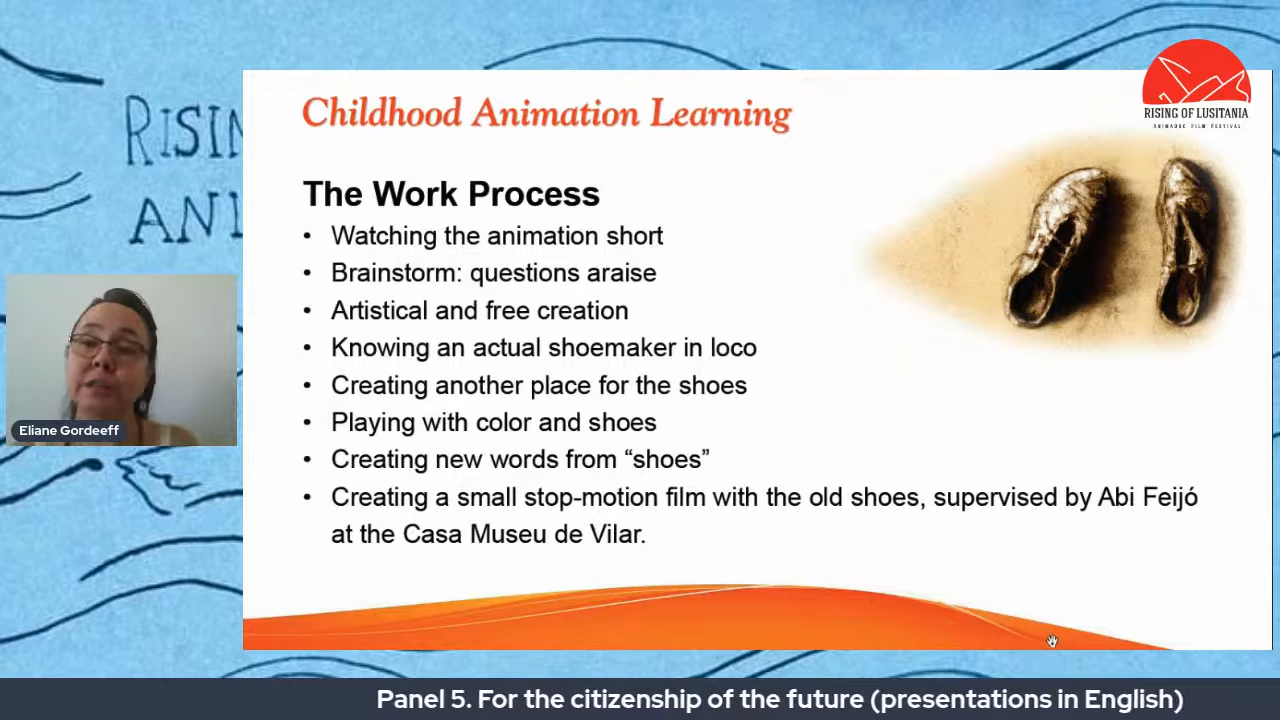 RISIN
ANI
RISING OF LUSITANIA
ANIMADOC FILM FESTIVAL
Childhood Animation Learning
The Work Process
• Watching the animation short
• Brainstorm: questions araise
• Artistical and free creation
• Knowing an actual shoemaker in loco
• Creating another place for the shoes
• Playing with color and shoes
• Creating new words from “shoes”
• Creating a small stop-motion film with the old shoes, supervised by Abi Feijó
at the Casa Museu de Vilar.
Eliane Gordeeff
Panel 5. For the citizenship of the future (presentations in English)